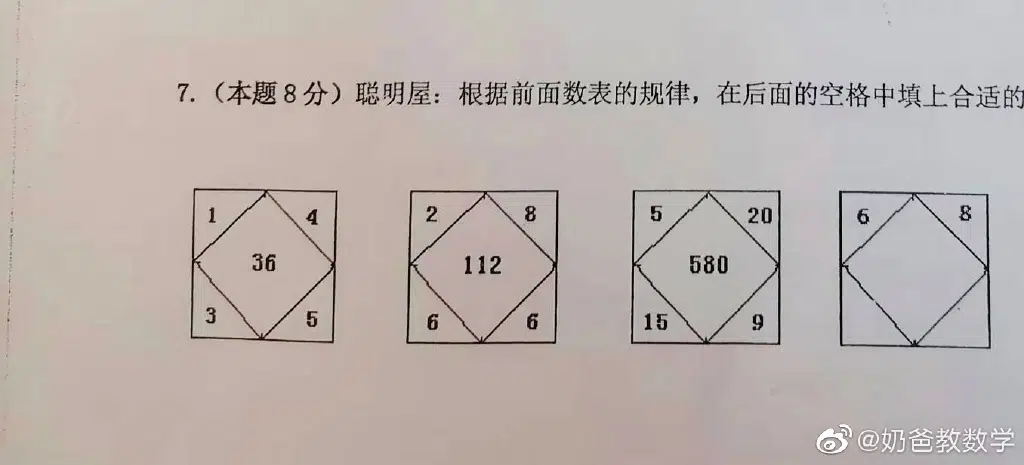 7.（本题8分）聪明屋：根据前面数表的规律，在后面的空格中填上合适的
1 4 2 8 5 20 6 8
36 112 580
3 5 6 6 15 9
@奶爸教数学